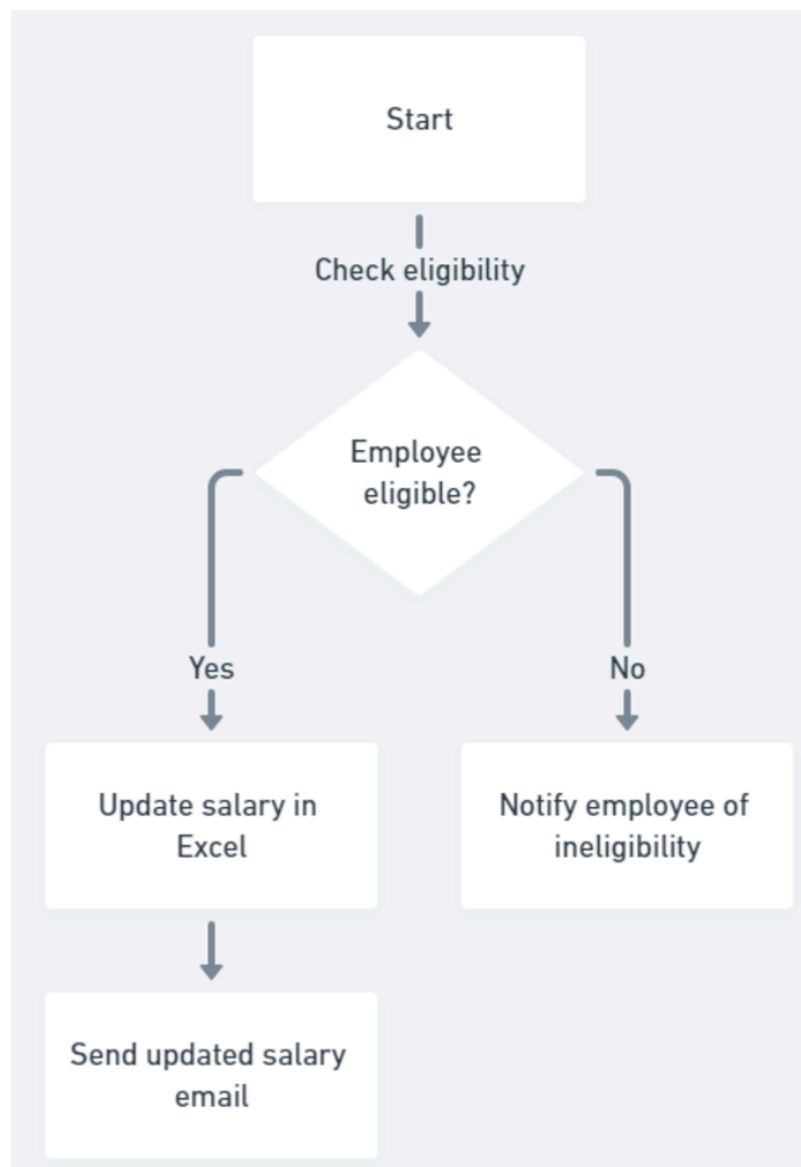 Start
Check eligibility
Employee
eligible?
Yes
No
Update salary in
Excel
Notify employee of
ineligibility
Send updated salary
email